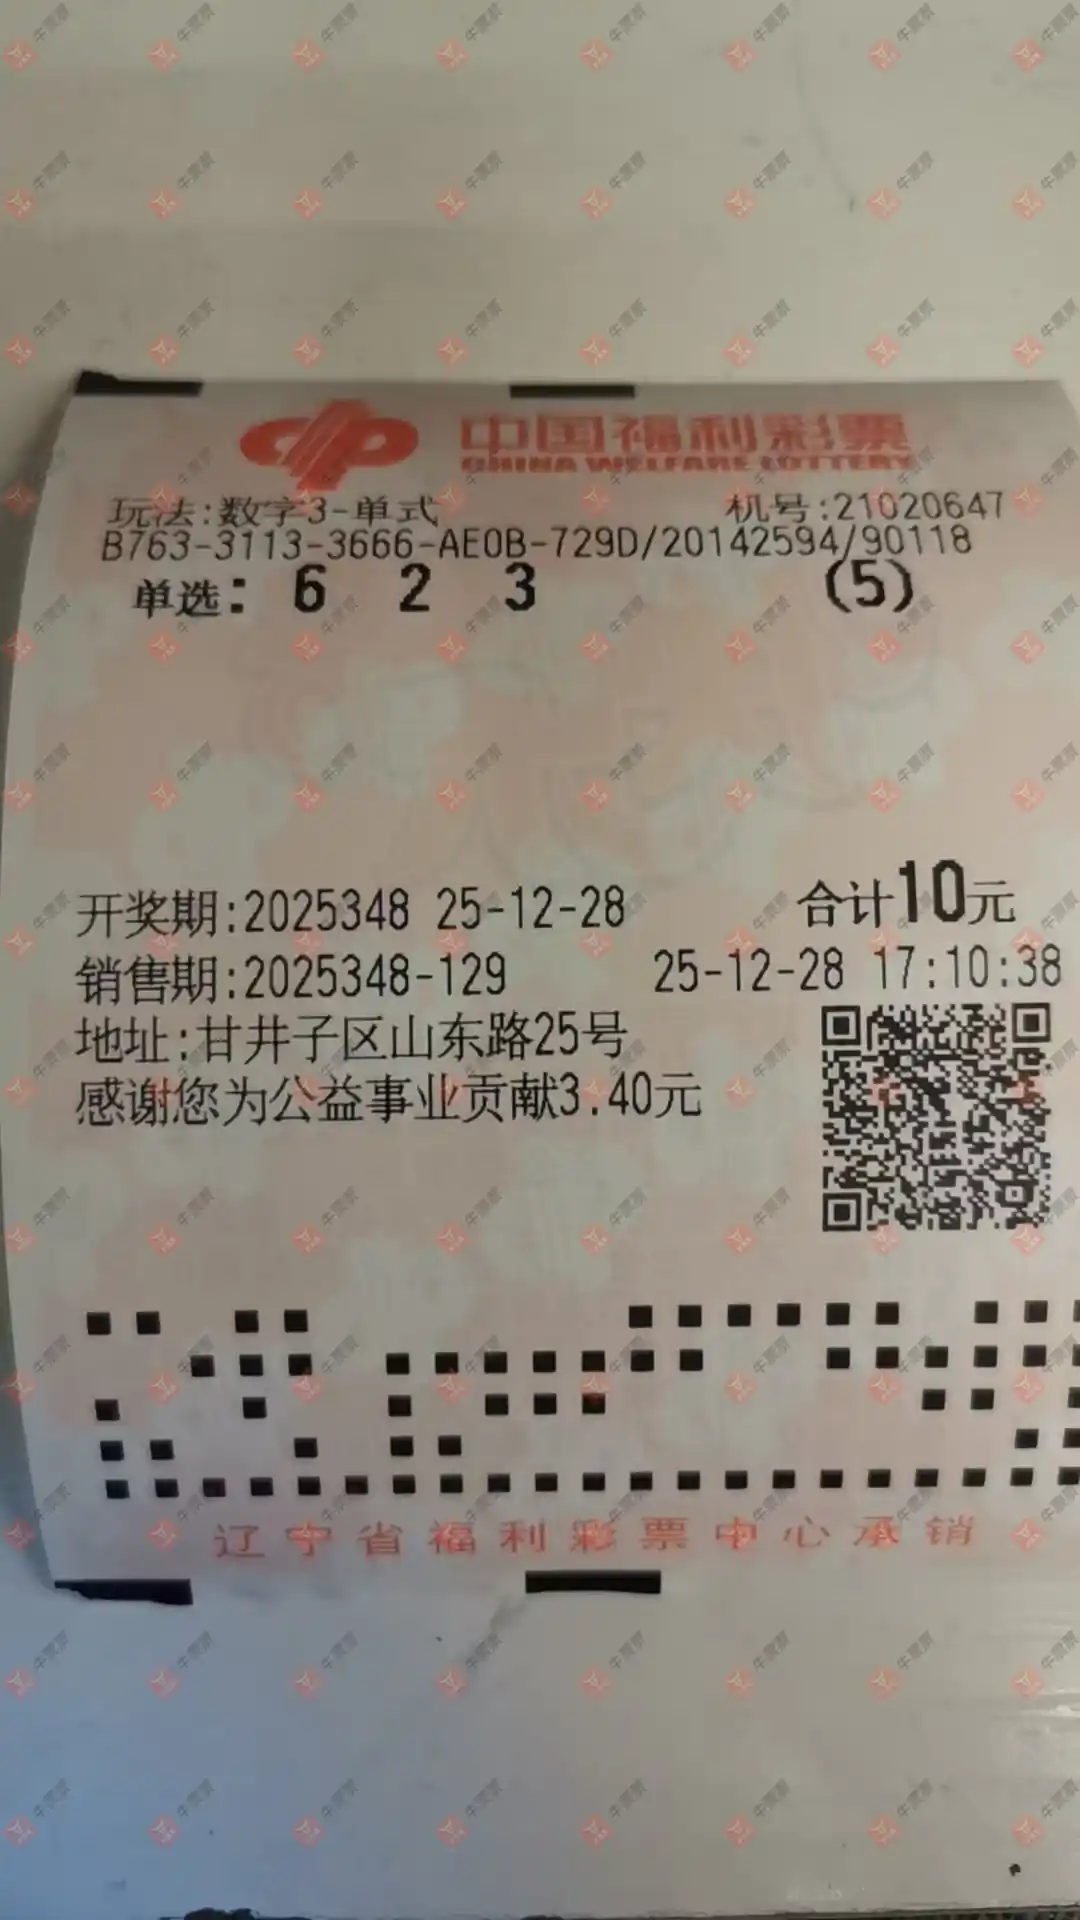 中国福利彩票
CHINA WELFARE LOTTERY
玩法:数字3-单式 机号:21020647
B763-3113-3666-AE0B-729D/20142594/90118
单选: 6 2 3 (5)
开奖期:2025348 25-12-28 合计10元
销售期:2025348-129 25-12-28 17:10:38
地址:甘井子区山东路25号
感谢您为公益事业贡献3.40元
辽宁省福利彩票中心承销